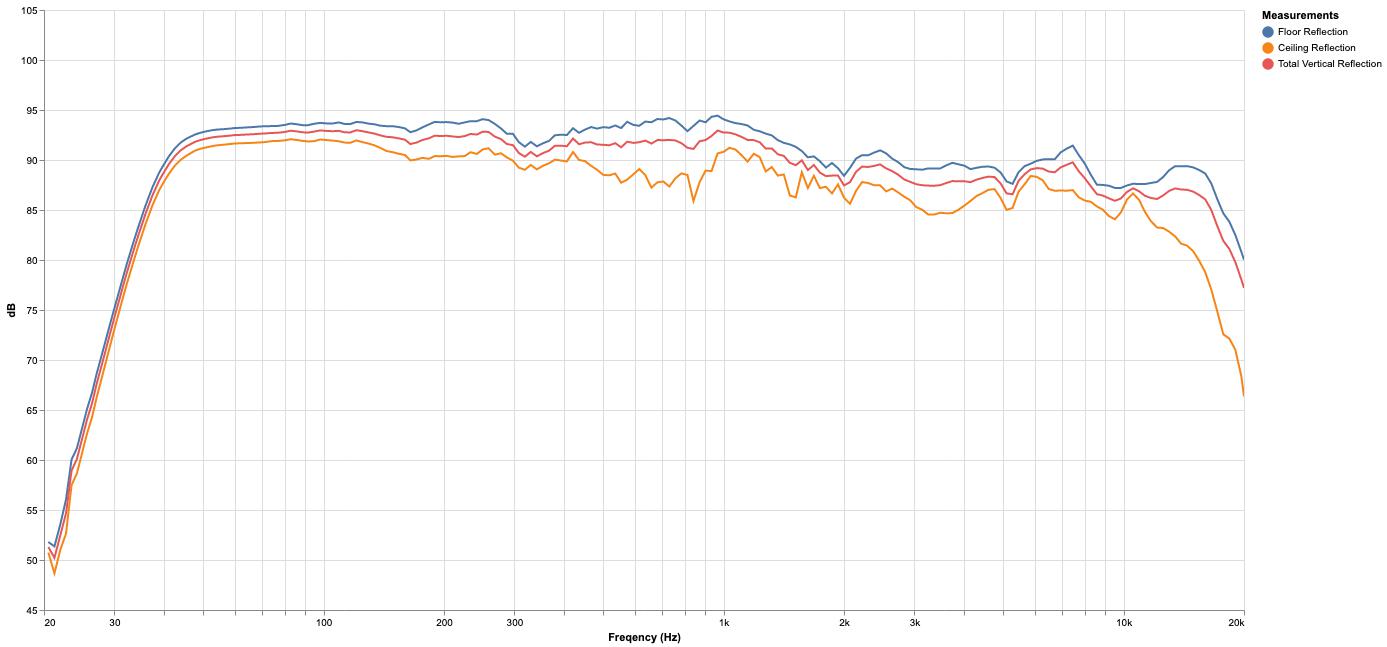 105
100
95
90
85
80
75
70
65
60
55
50
45
dB
20 30 100 200 300 1k 2k 3k 10k 20k
Freqency (Hz)
Measurements
Floor Reflection
Ceiling Reflection
Total Vertical Reflection